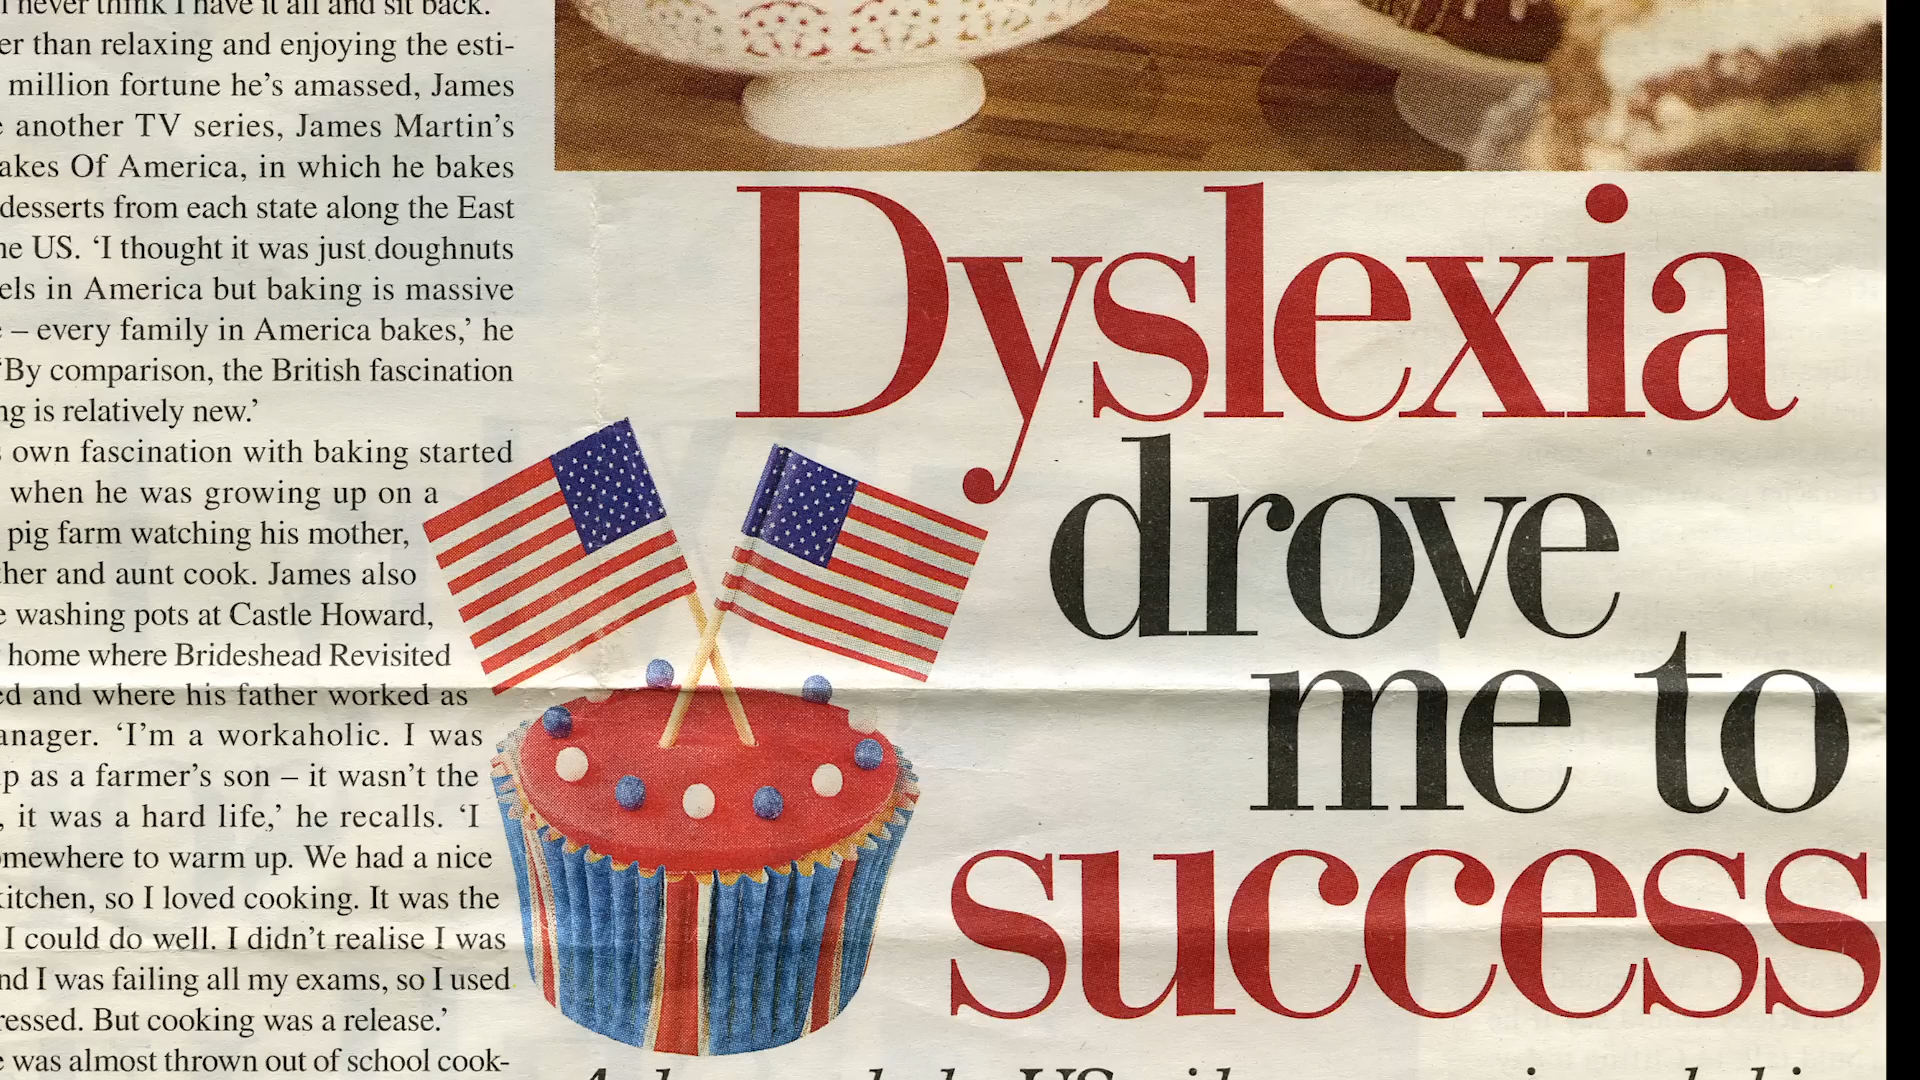 never think I have it all and sit back.
er than relaxing and enjoying the esti-
million fortune he's amassed, James
another TV series, James Martin's
akes Of America, in which he bakes
desserts from each state along the East
he US. 'I thought it was just doughnuts
els in America but baking is massive
– every family in America bakes,' he
'By comparison, the British fascination
ng is relatively new.'
own fascination with baking started
when he was growing up on a
pig farm watching his mother,
ther and aunt cook. James also
washing pots at Castle Howard,
home where Brideshead Revisited
ed and where his father worked as
anager. 'I'm a workaholic. I was
p as a farmer's son – it wasn't the
, it was a hard life,' he recalls. 'I
omewhere to warm up. We had a nice
kitchen, so I loved cooking. It was the
I could do well. I didn't realise I was
nd I was failing all my exams, so I used
ressed. But cooking was a release.'
was almost thrown out of school cook-
Dyslexia
drove
me to
success